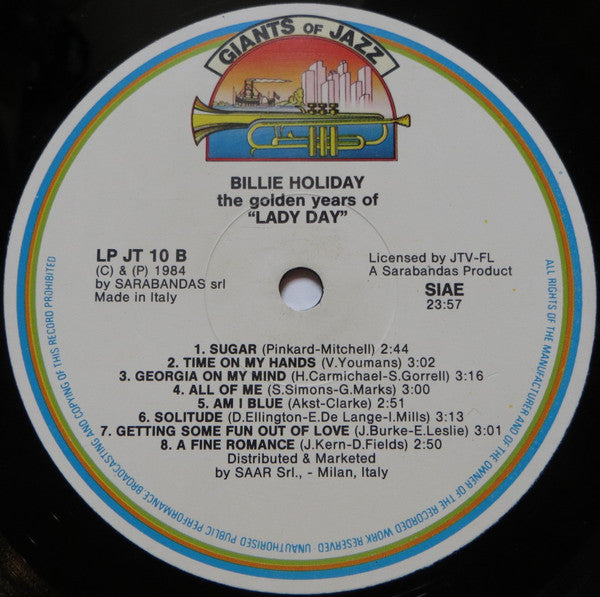 GIANTS OF JAZZ
BILLIE HOLIDAY
the golden years of
"LADY DAY"
LP JT 10 B
(C) & (P) 1984
by SARABANDAS srl
Made in Italy
Licensed by JTV-FL
A Sarabandas Product
SIAE
23:57
1. SUGAR (Pinkard-Mitchell) 2:44
2. TIME ON MY HANDS (V.Youmans) 3:02
3. GEORGIA ON MY MIND (H.Carmichael-S.Gorrell) 3:16
4. ALL OF ME (S.Simons-G.Marks) 3:00
5. AM I BLUE (Akst-Clarke) 2:51
6. SOLITUDE (D.Ellington-E.De Lange-I.Mills) 3:13
7. GETTING SOME FUN OUT OF LOVE (J.Burke-E.Leslie) 3:01
8. A FINE ROMANCE (J.Kern-D.Fields) 2:50
Distributed & Marketed
by SAAR Srl., - Milan, Italy
ALL RIGHTS OF THE MANUFACTURER AND OF THE OWNER OF THE RECORDED WORK RESERVED · UNAUTHORISED PUBLIC PERFORMANCE BROADCASTING AND COPYING OF THIS RECORD PROHIBITED